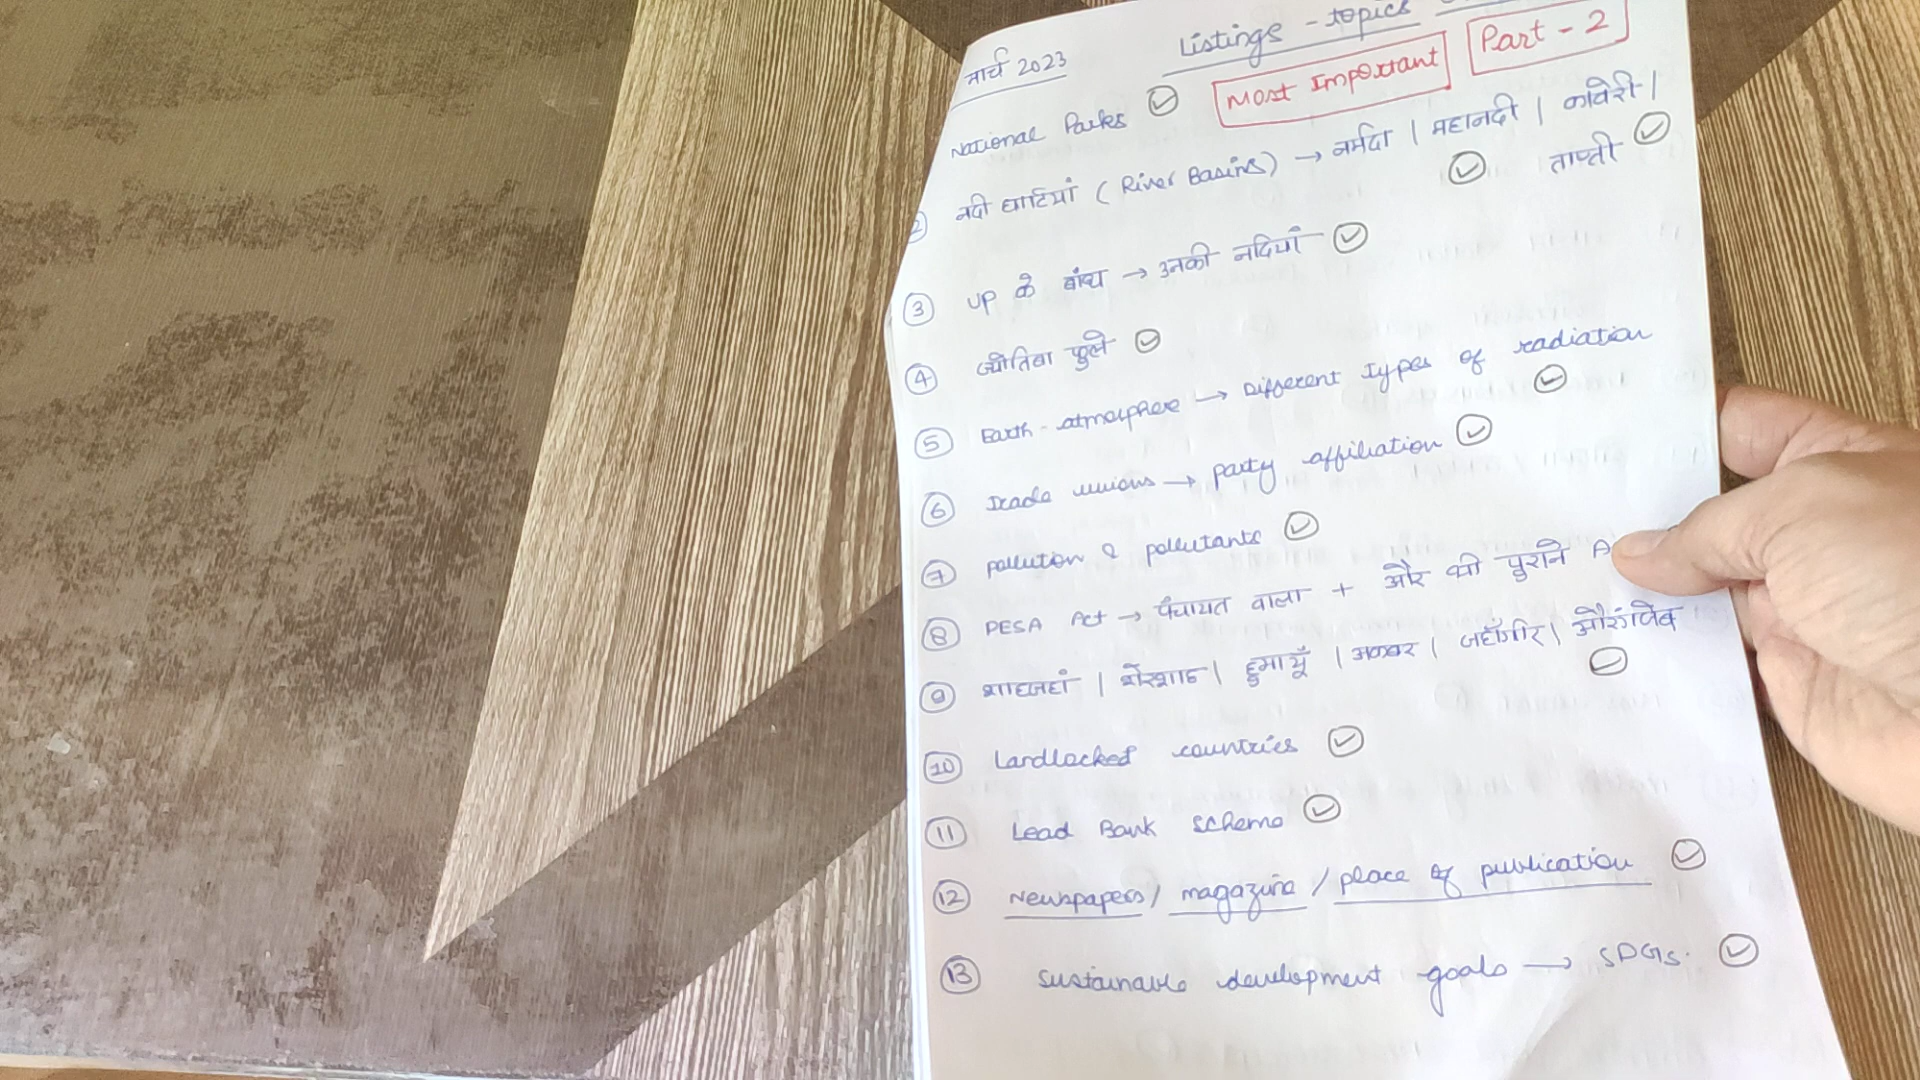 मार्च 2023
Listings - topics
Most Important
Part - 2
National Parks
② नदी घाटियां (River Basins) → नर्मदा | महानदी | कावेरी |
ताप्ती
③ UP के बांध → उनकी नदियां
④ ज्योतिबा फुले
⑤ Earth - atmosphere → Different types of radiation
⑥ Trade unions → party affiliation
⑦ pollution & pollutants
⑧ PESA Act → पंचायत वाला + और भी पुराने
⑨ शाहजहां | शेरशाह | हुमायूँ | अकबर | जहाँगीर | औरंगजेब
⑩ Landlocked countries
⑪ Lead Bank Scheme
⑫ Newspapers / magazine / place of publication
⑬ Sustainable development goals → SDGs.